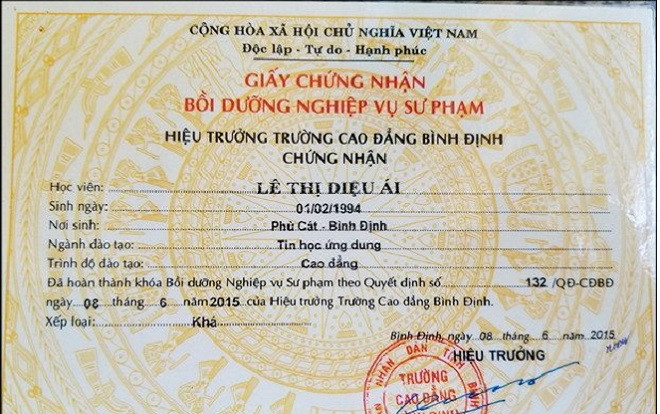 CỘNG HÒA XÃ HỘI CHỦ NGHĨA VIỆT NAM
Độc lập - Tự do - Hạnh phúc
GIẤY CHỨNG NHẬN
BỒI DƯỠNG NGHIỆP VỤ SƯ PHẠM
HIỆU TRƯỞNG TRƯỜNG CAO ĐẲNG BÌNH ĐỊNH
CHỨNG NHẬN
Học viên: LÊ THỊ DIỆU ÁI
Sinh ngày: 01/02/1994
Nơi sinh: Phù Cát - Bình Định
Ngành đào tạo: Tin học ứng dụng
Trình độ đào tạo: Cao đẳng
Đã hoàn thành khóa Bồi dưỡng Nghiệp vụ Sư phạm theo Quyết định số 132 /QĐ-CĐBĐ
ngày 08 tháng 6 năm 2015 của Hiệu trưởng Trường Cao đẳng Bình Định.
Xếp loại: Khá
Bình Định, ngày 08 tháng 6 năm 2015
HIỆU TRƯỞNG
NHÂN DÂN TỈNH BÌNH
TRƯỜNG
CAO ĐẲNG